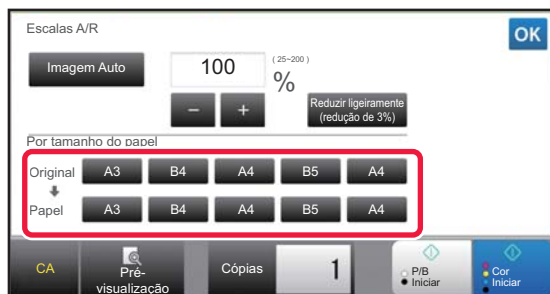 Escalas A/R
OK
Imagem Auto
100
(25~200)
%
− +
Reduzir ligeiramente
(redução de 3%)
Por tamanho do papel
Original A3 B4 A4 B5 A4
Papel A3 B4 A4 B5 A4
CA
Pré-
visualização
Cópias
1
P/B
Iniciar
Cor
Iniciar